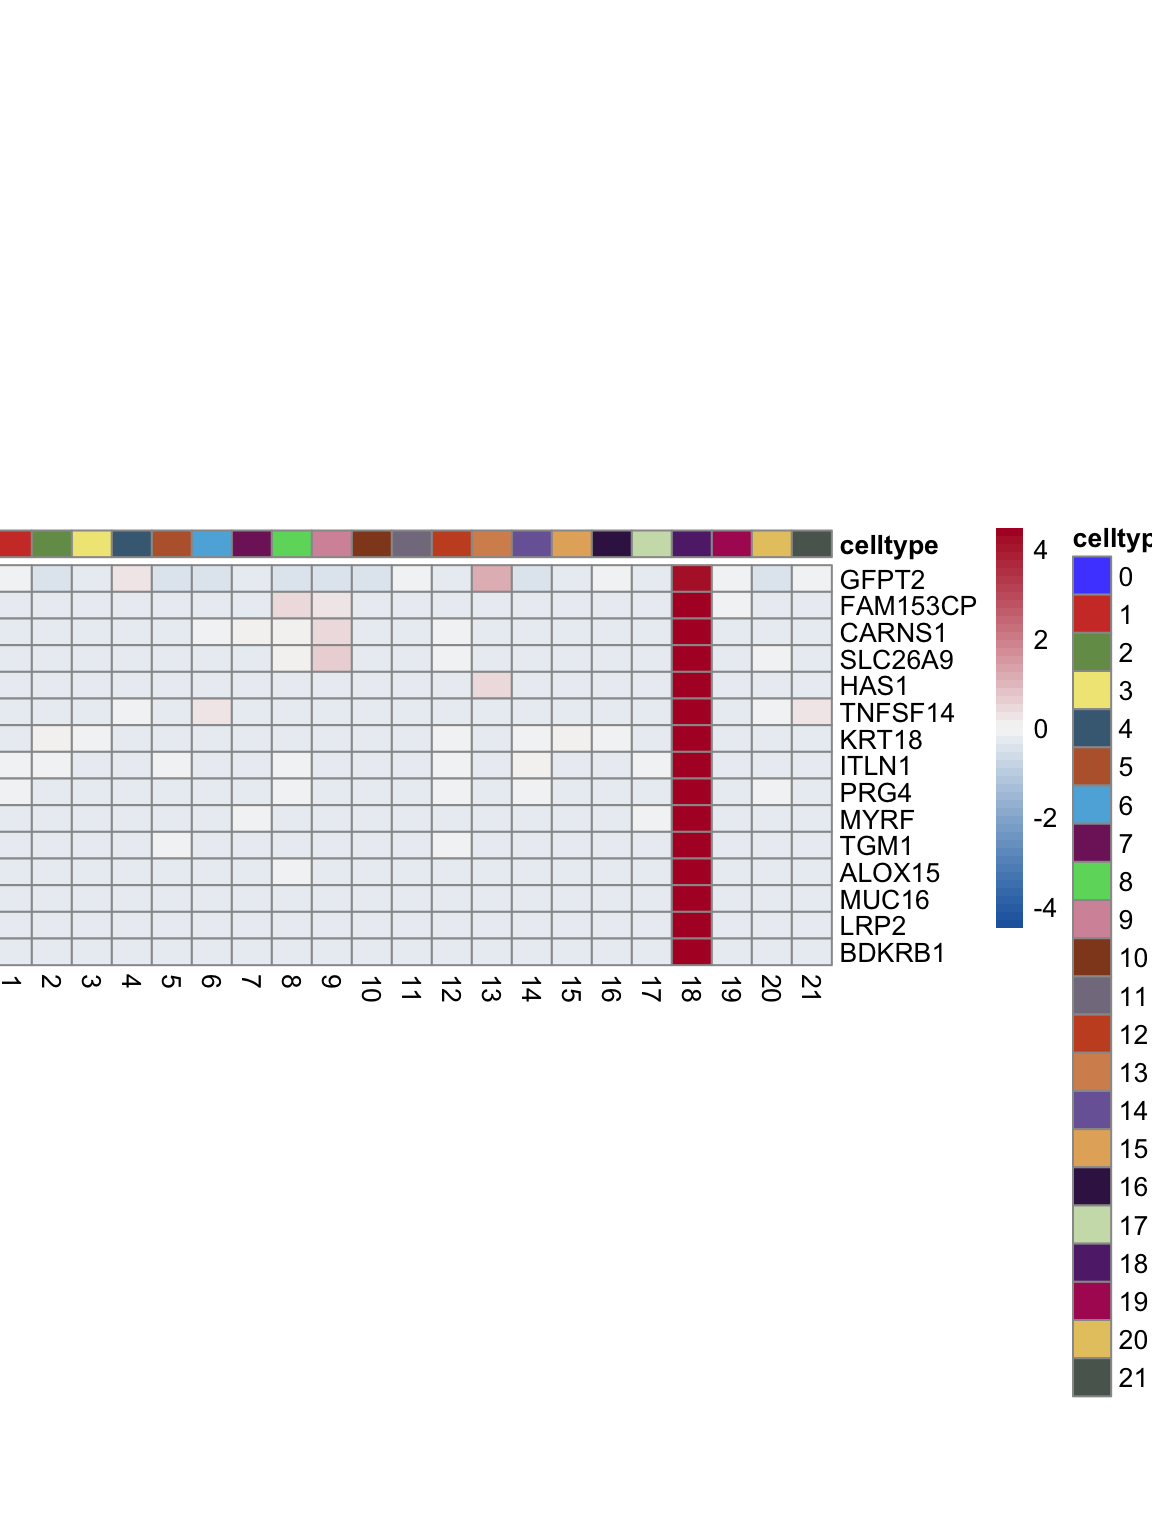 celltype
GFPT2
FAM153CP
CARNS1
SLC26A9
HAS1
TNFSF14
KRT18
ITLN1
PRG4
MYRF
TGM1
ALOX15
MUC16
LRP2
BDKRB1
1 2 3 4 5 6 7 8 9 10 11 12 13 14 15 16 17 18 19 20 21
4
2
0
-2
-4
celltyp
0
1
2
3
4
5
6
7
8
9
10
11
12
13
14
15
16
17
18
19
20
21